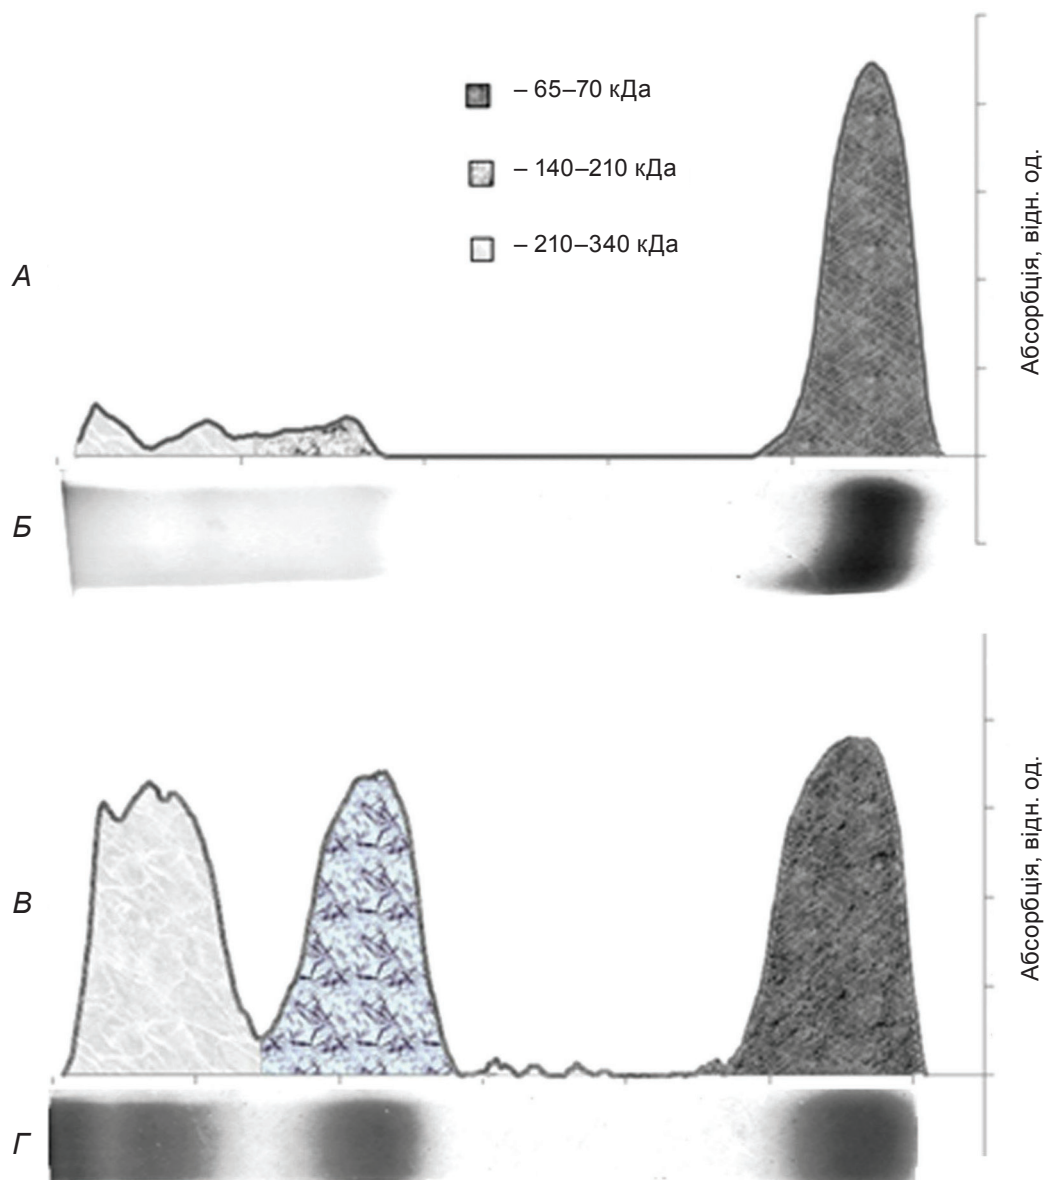 – 65–70 кДа
– 140–210 кДа
– 210–340 кДа
А
Абсорбція, відн. од.
Б
В
Абсорбція, відн. од.
Г